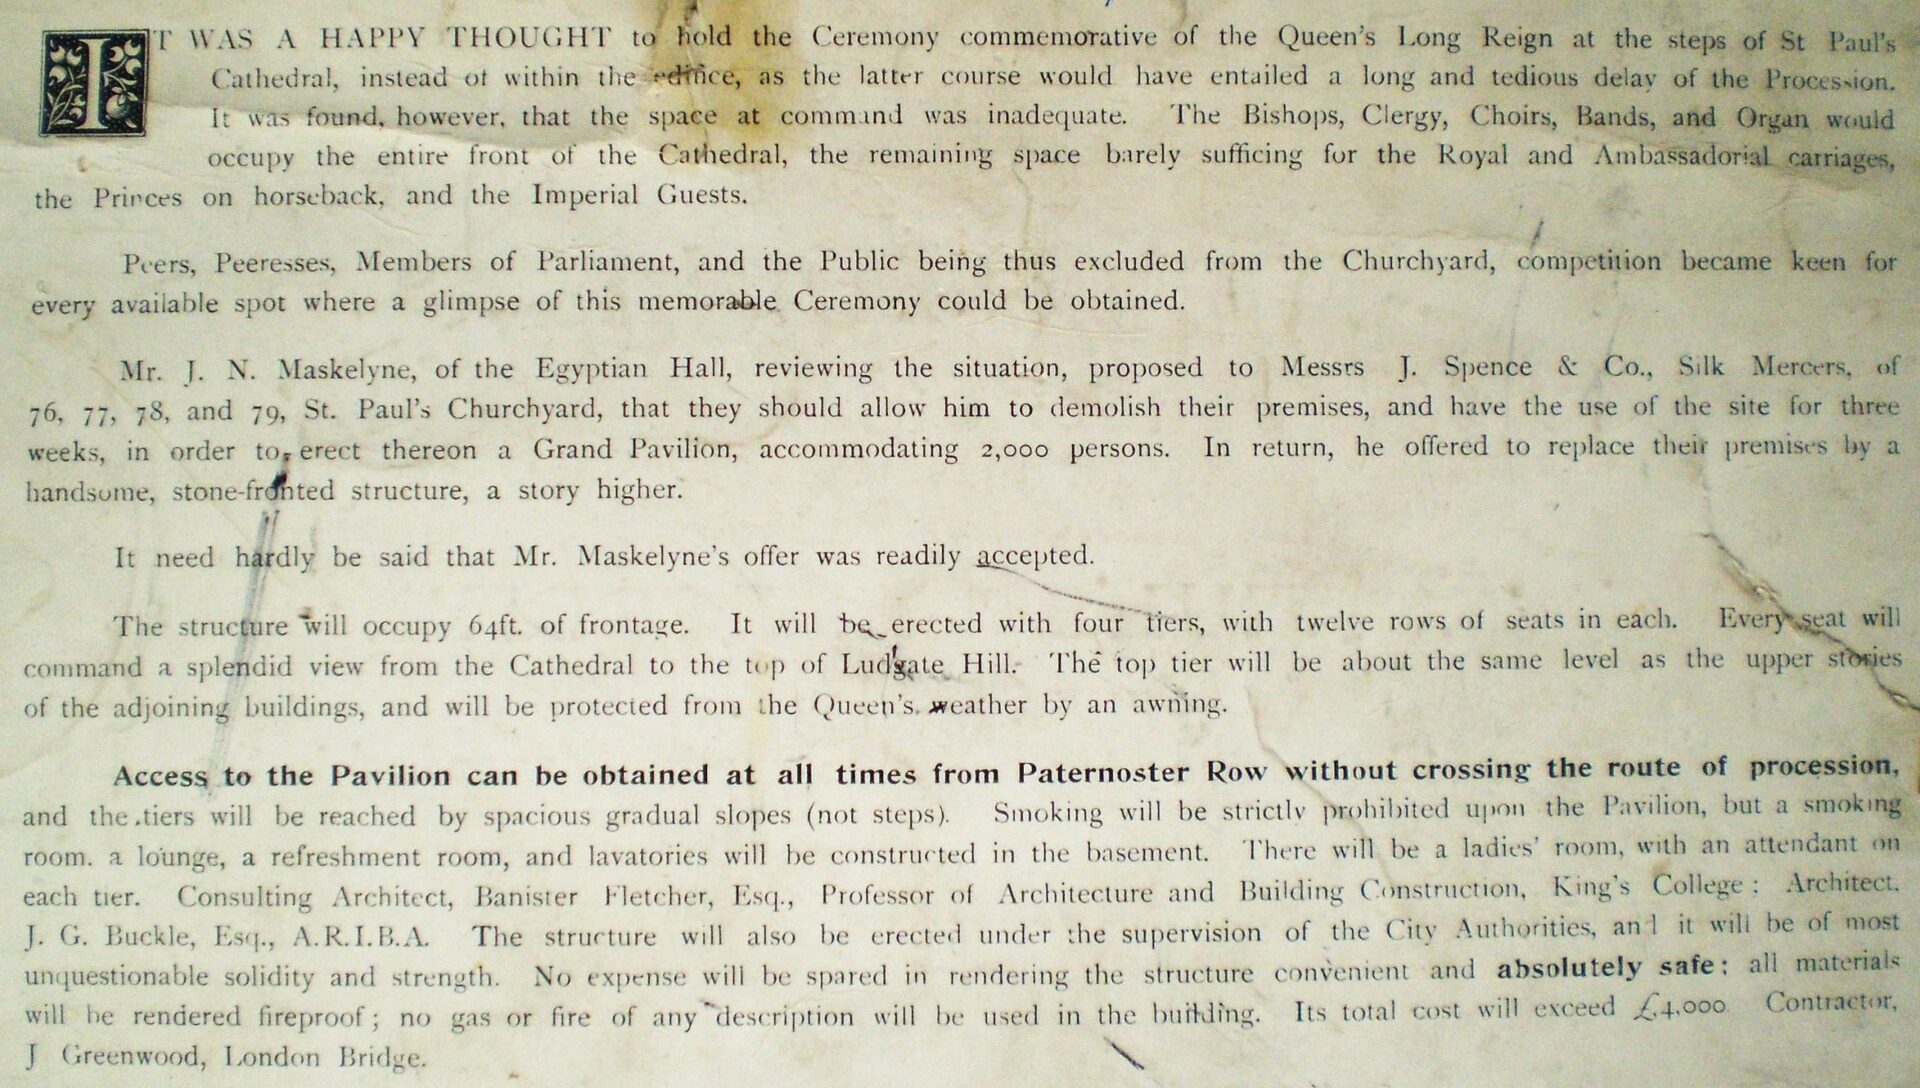 IT WAS A HAPPY THOUGHT to hold the Ceremony commemorative of the Queen's Long Reign at the steps of St Paul's
Cathedral, instead of within the edifice, as the latter course would have entailed a long and tedious delay of the Procession.
It was found, however, that the space at command was inadequate. The Bishops, Clergy, Choirs, Bands, and Organ would
occupy the entire front of the Cathedral, the remaining space barely sufficing for the Royal and Ambassadorial carriages,
the Princes on horseback, and the Imperial Guests.
Peers, Peeresses, Members of Parliament, and the Public being thus excluded from the Churchyard, competition became keen for
every available spot where a glimpse of this memorable Ceremony could be obtained.
Mr. J. N. Maskelyne, of the Egyptian Hall, reviewing the situation, proposed to Messrs J. Spence & Co., Silk Mercers, of
76, 77, 78, and 79, St. Paul's Churchyard, that they should allow him to demolish their premises, and have the use of the site for three
weeks, in order to erect thereon a Grand Pavilion, accommodating 2,000 persons. In return, he offered to replace their premises by a
handsome, stone-fronted structure, a story higher.
It need hardly be said that Mr. Maskelyne's offer was readily accepted.
The structure will occupy 64ft. of frontage. It will be erected with four tiers, with twelve rows of seats in each. Every seat will
command a splendid view from the Cathedral to the top of Ludgate Hill. The top tier will be about the same level as the upper stories
of the adjoining buildings, and will be protected from the Queen's weather by an awning.
Access to the Pavilion can be obtained at all times from Paternoster Row without crossing the route of procession,
and the tiers will be reached by spacious gradual slopes (not steps). Smoking will be strictly prohibited upon the Pavilion, but a smoking
room, a lounge, a refreshment room, and lavatories will be constructed in the basement. There will be a ladies' room, with an attendant on
each tier. Consulting Architect, Banister Fletcher, Esq., Professor of Architecture and Building Construction, King's College: Architect,
J. G. Buckle, Esq., A.R.I.B.A. The structure will also be erected under the supervision of the City Authorities, and it will be of most
unquestionable solidity and strength. No expense will be spared in rendering the structure convenient and absolutely safe: all materials
will be rendered fireproof; no gas or fire of any description will be used in the building. Its total cost will exceed £4,000 Contractor,
J Greenwood, London Bridge.